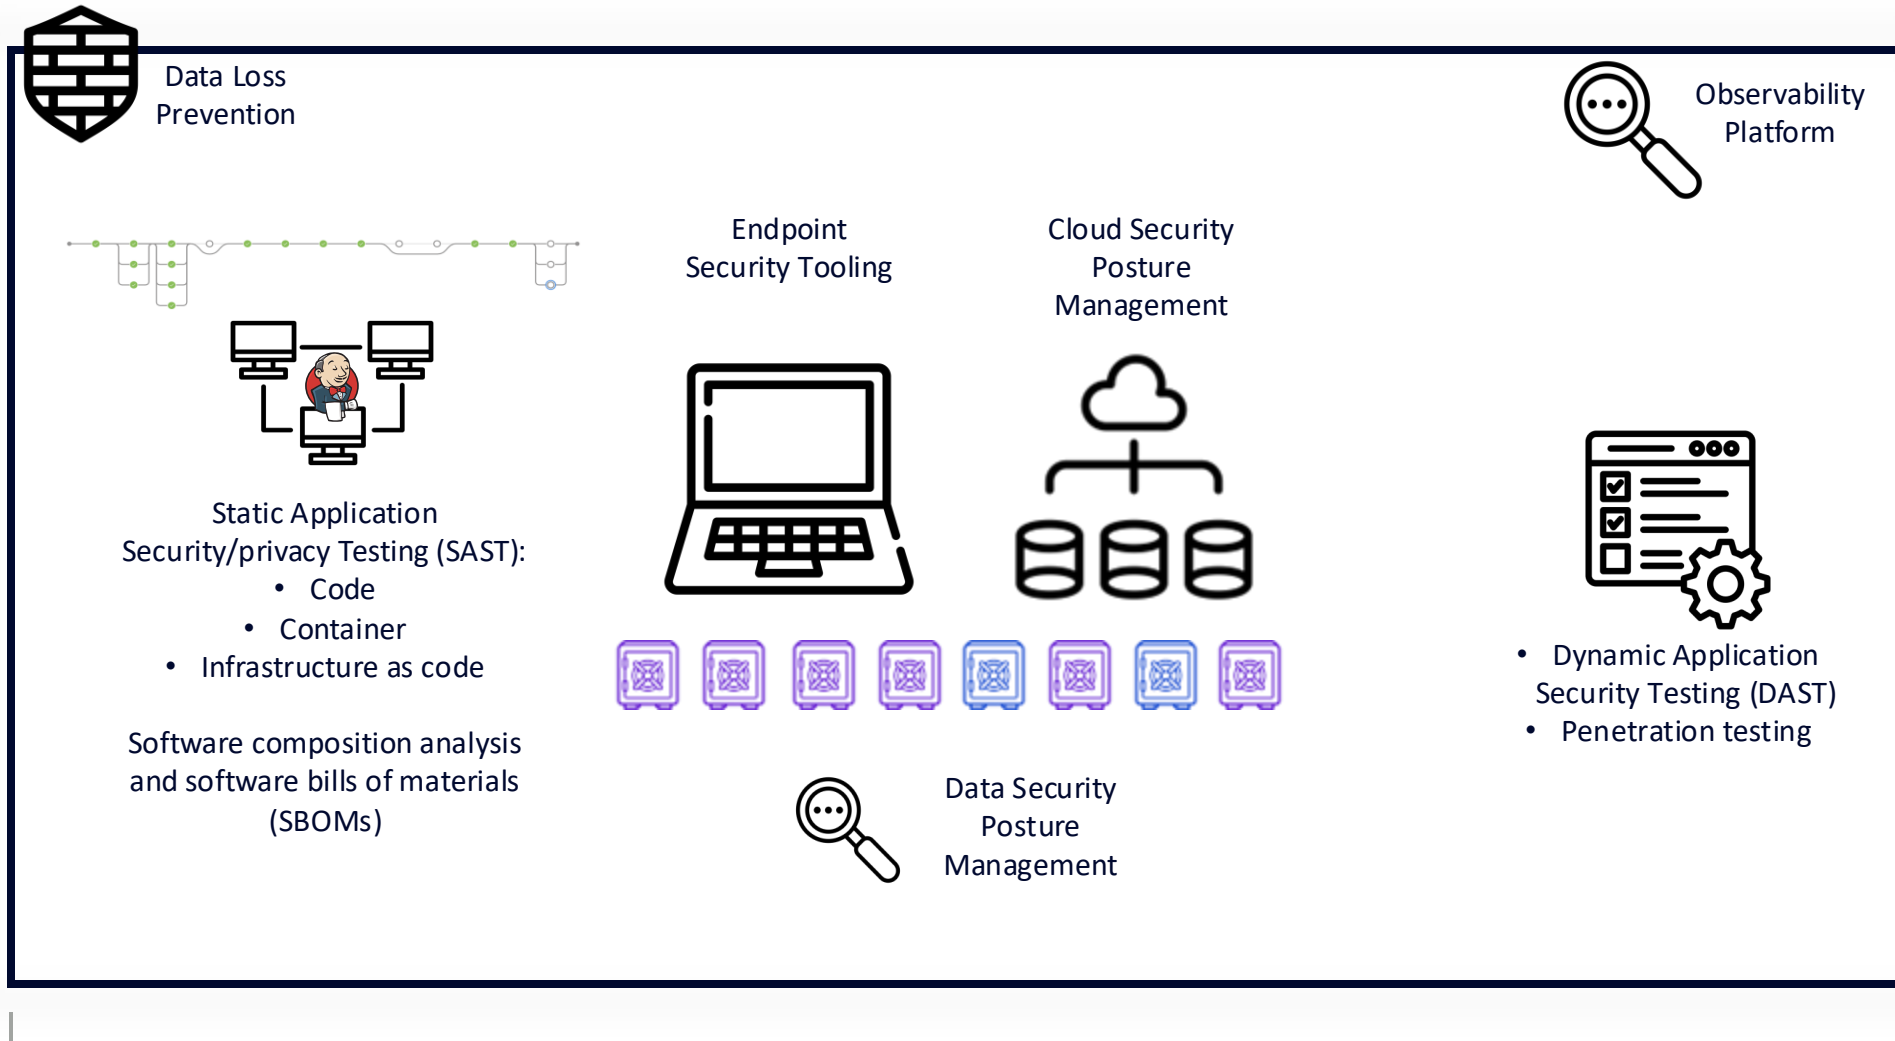 Data Loss
Prevention
Observability
Platform
Endpoint
Security Tooling
Cloud Security
Posture
Management
Static Application
Security/privacy Testing (SAST):
• Code
• Container
• Infrastructure as code
Software composition analysis
and software bills of materials
(SBOMs)
Data Security
Posture
Management
• Dynamic Application
Security Testing (DAST)
• Penetration testing